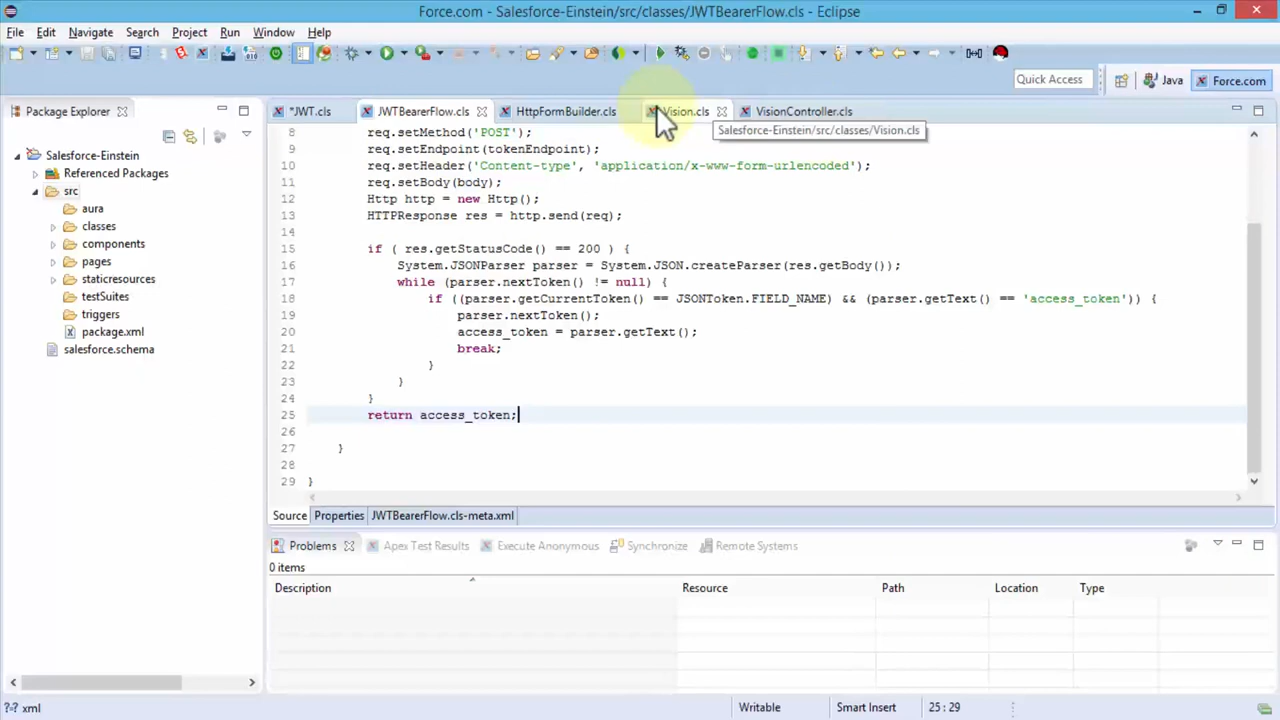 Force.com - Salesforce-Einstein/src/classes/JWTBearerFlow.cls - Eclipse
File Edit Navigate Search Project Run Window Help
Quick Access
Java
Force.com
Package Explorer
*JWT.cls
JWTBearerFlow.cls
HttpFormBuilder.cls
Vision.cls
VisionController.cls
Salesforce-Einstein/src/classes/Vision.cls
Salesforce-Einstein
Referenced Packages
src
aura
classes
components
pages
staticresources
testSuites
triggers
package.xml
salesforce.schema
8 req.setMethod('POST');
9 req.setEndpoint(tokenEndpoint);
10 req.setHeader('Content-type', 'application/x-www-form-urlencoded');
11 req.setBody(body);
12 Http http = new Http();
13 HTTPResponse res = http.send(req);
14
15 if ( res.getStatusCode() == 200 ) {
16 System.JSONParser parser = System.JSON.createParser(res.getBody());
17 while (parser.nextToken() != null) {
18 if ((parser.getCurrentToken() == JSONToken.FIELD_NAME) && (parser.getText() == 'access_token')) {
19 parser.nextToken();
20 access_token = parser.getText();
21 break;
22 }
23 }
24 }
25 return access_token;
26
27 }
28
29 }
Source Properties JWTBearerFlow.cls-meta.xml
Problems Apex Test Results Execute Anonymous Synchronize Remote Systems
0 items
Description Resource Path Location Type
?-? xml
Writable Smart Insert 25 : 29